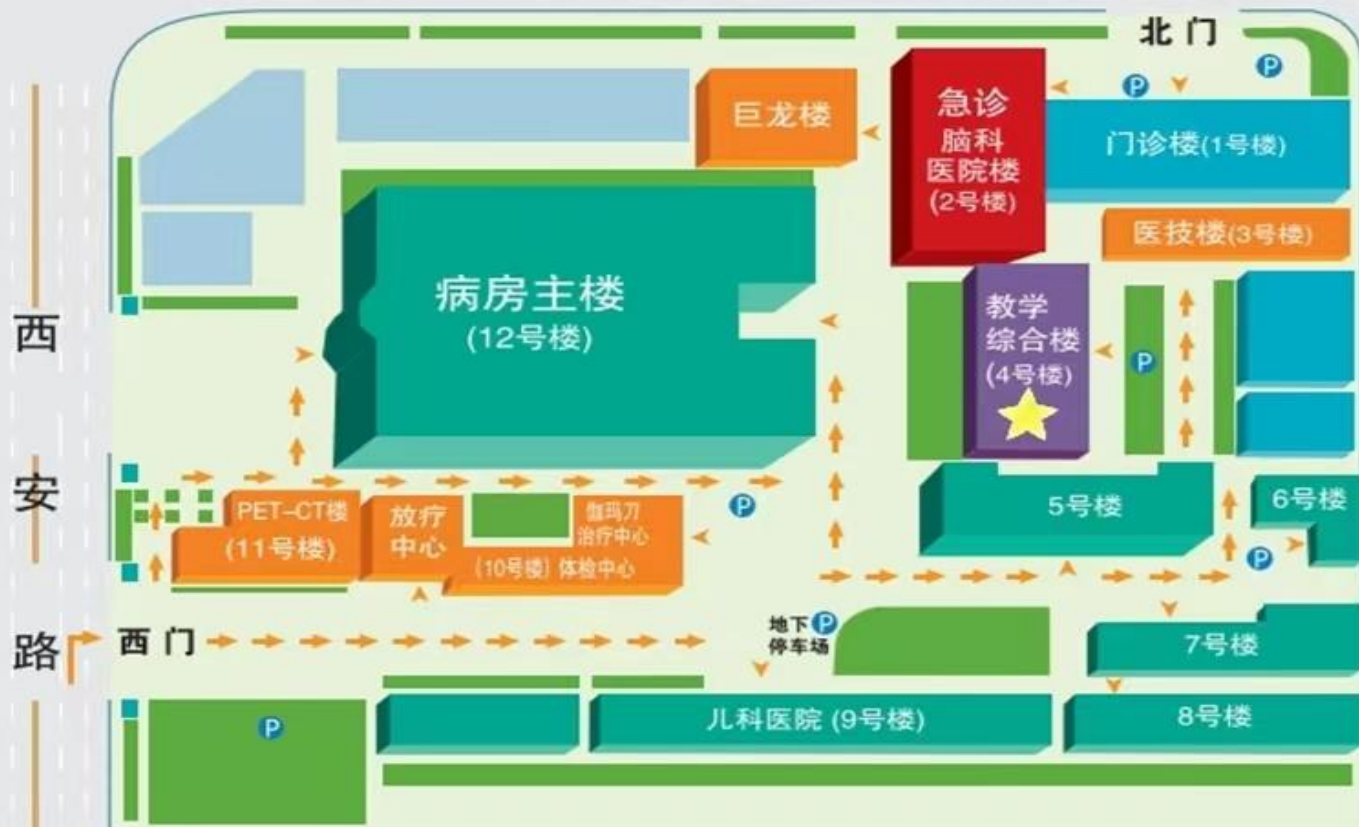 北门
P
P
急诊
脑科
医院楼
(2号楼)
巨龙楼
门诊楼(1号楼)
医技楼(3号楼)
病房主楼
(12号楼)
教学
综合楼
(4号楼)
P
西安路
PET-CT楼
(11号楼)
放疗
中心
伽玛刀
治疗中心
(10号楼) 体检中心
P
5号楼
6号楼
P
西门
地下
停车场
P
7号楼
P
儿科医院 (9号楼)
8号楼